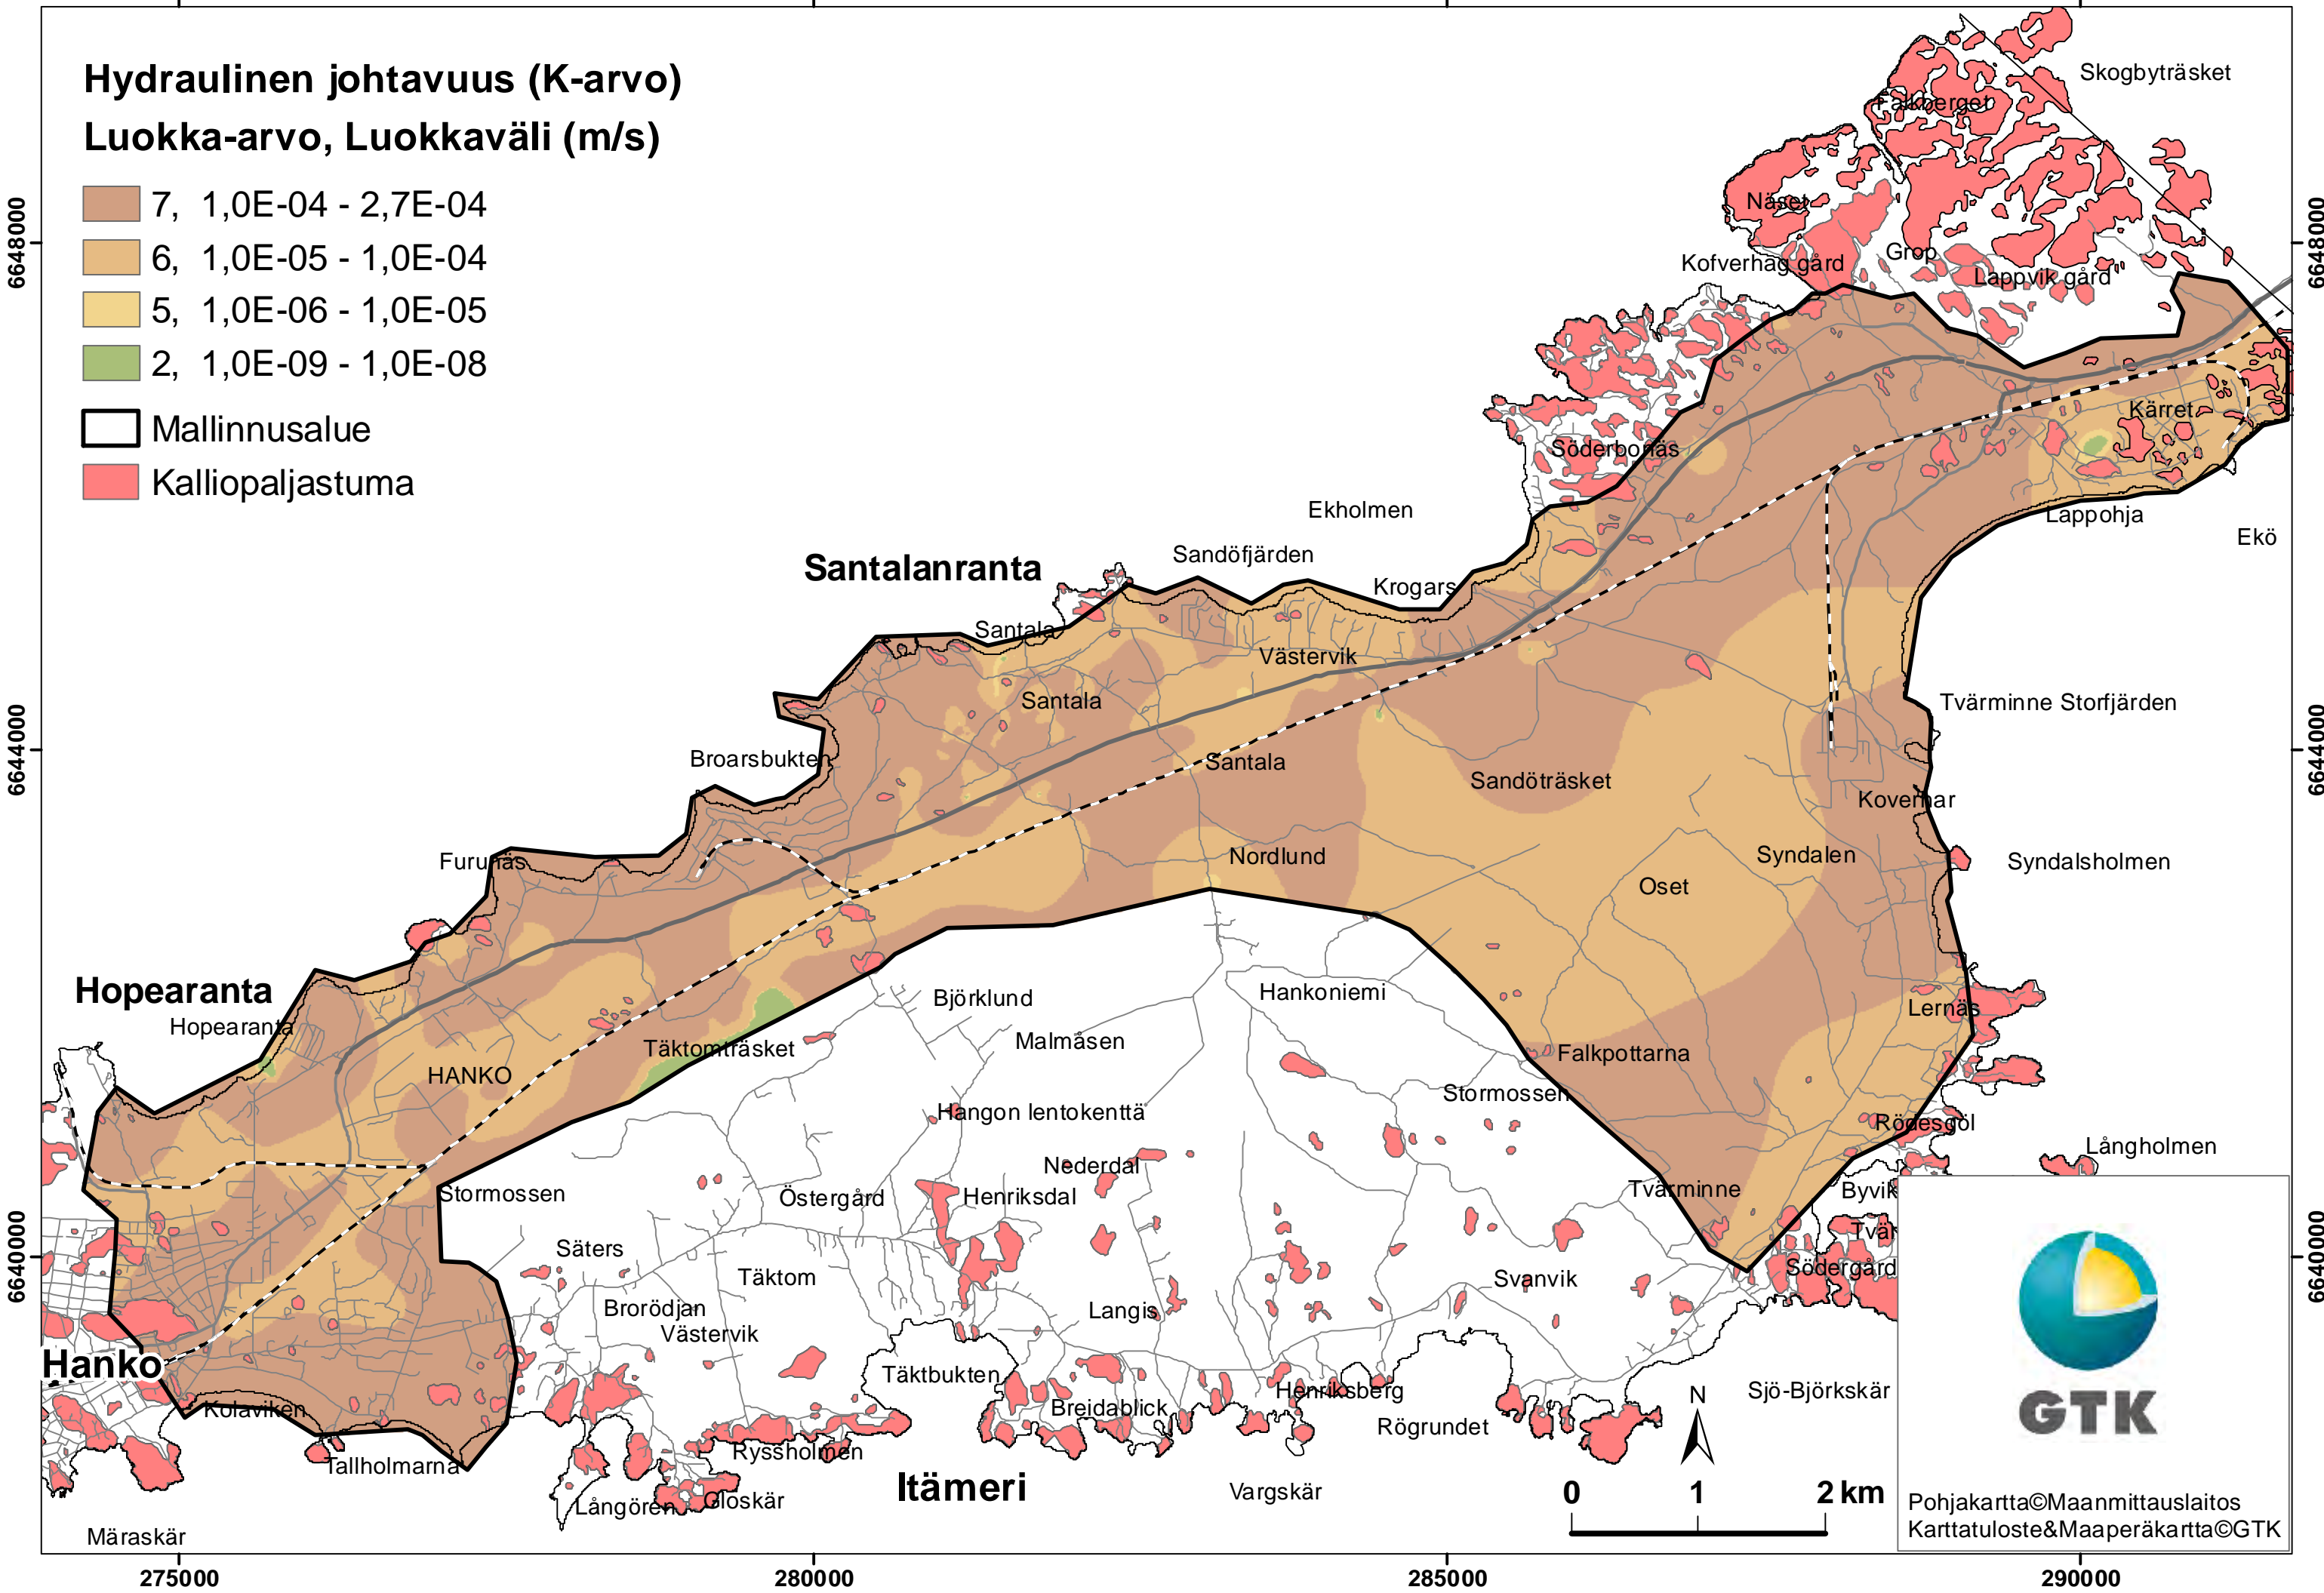 Hydraulinen johtavuus (K-arvo)
Luokka-arvo, Luokkaväli (m/s)
7, 1,0E-04 - 2,7E-04
6, 1,0E-05 - 1,0E-04
5, 1,0E-06 - 1,0E-05
2, 1,0E-09 - 1,0E-08
Mallinnusalue
Kalliopaljastuma
Skogbyträsket
Falkberget
Näset
Grop
Kofverhag gård
Lappvik gård
Kärret
Söderbonäs
Ekholmen
Lappohja
Ekö
Santalanranta
Sandöfjärden
Krogars
Santala
Västervik
Santala
Tvärminne Storfjärden
Broarsbukten
Santala
Sandöträsket
Kovernar
Furunäs
Nordlund
Syndalen
Syndalsholmen
Oset
Hopearanta
Hopearanta
Björklund
Hankoniemi
Lernäs
Täktomträsket
Malmåsen
Falkpottarna
HANKO
Stormossen
Hangon lentokenttä
Rödesgöl
Långholmen
Nederdal
Stormossen
Östergård
Henriksdal
Tvärminne
Byvik
Tvär
Säters
Täktom
Svanvik
Södergård
Brorödjan
Langis
Västervik
Hanko
Täktbukten
Henriksberg
Sjö-Björkskär
Kolaviken
Breidablick
Rögrundet
Tallholmarna
Ryssholmen
Itämeri
Vargskär
Långören
Gloskär
Märaskär
N
0 1 2 km
GTK
Pohjakartta©Maanmittauslaitos
Karttatuloste&Maaperäkartta©GTK
6648000
6644000
6640000
6648000
6644000
6640000
275000
280000
285000
290000